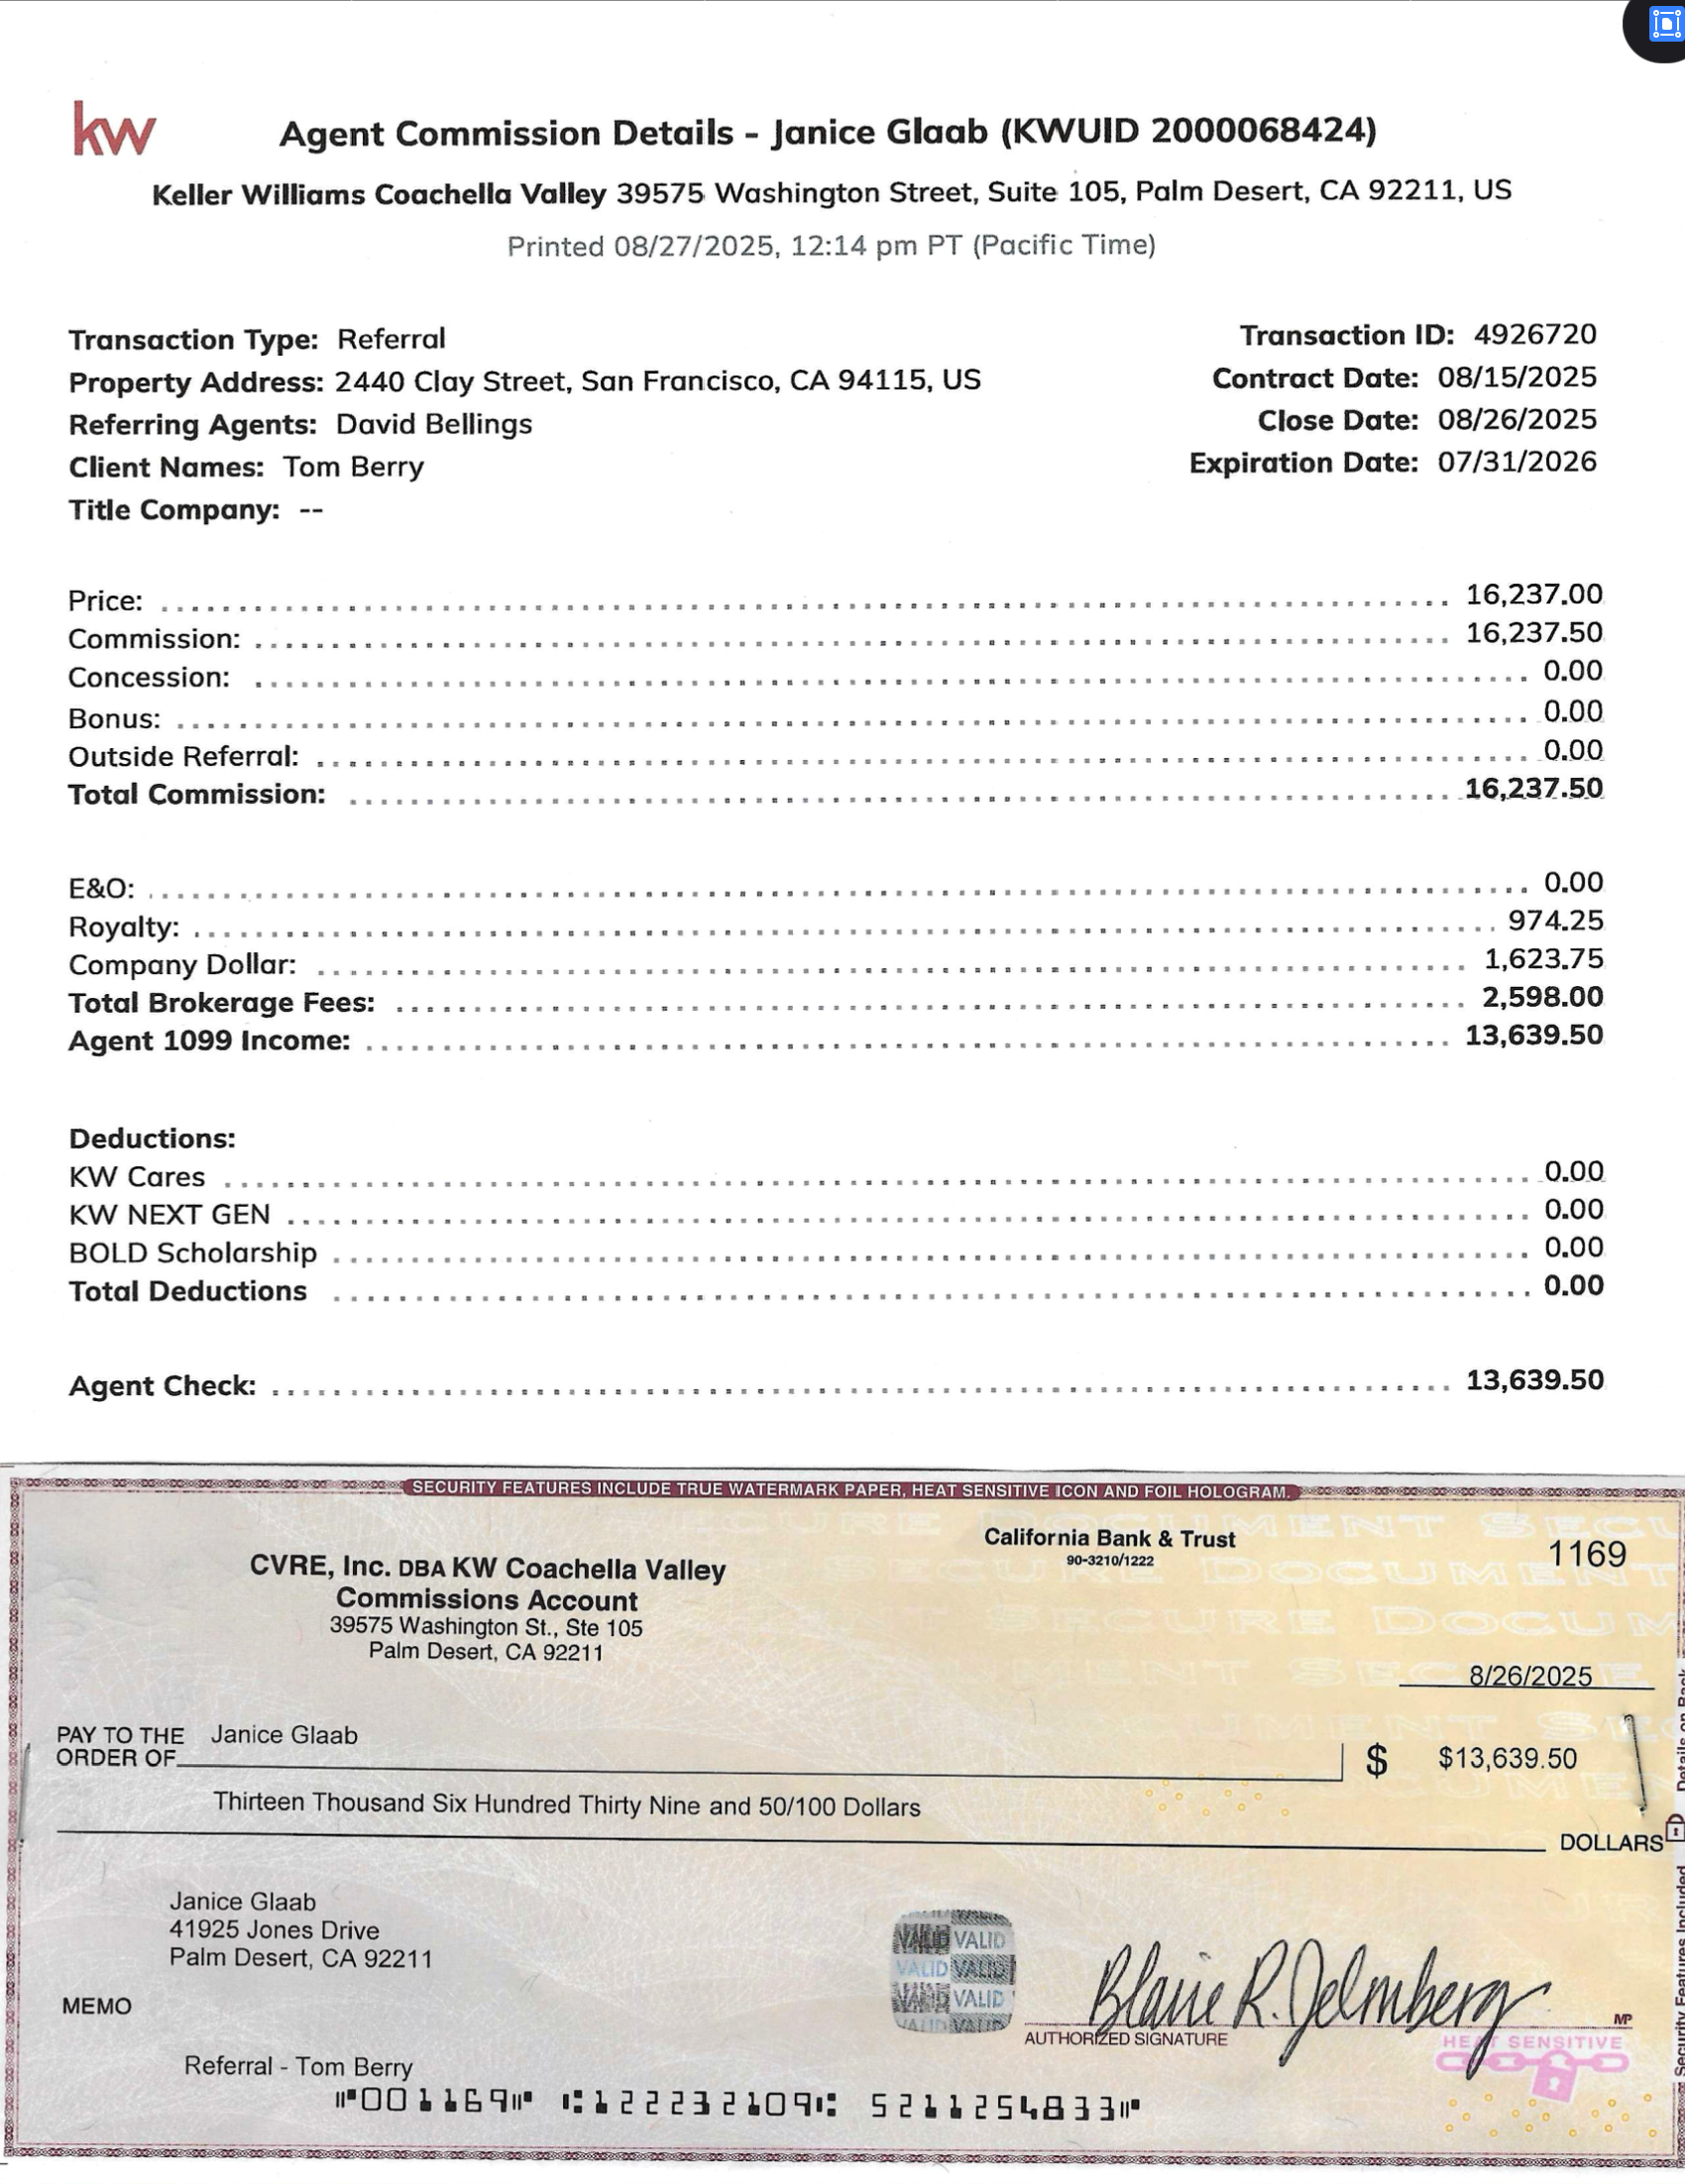 kw
Agent Commission Details - Janice Glaab (KWUID 2000068424)
Keller Williams Coachella Valley 39575 Washington Street, Suite 105, Palm Desert, CA 92211, US
Printed 08/27/2025, 12:14 pm PT (Pacific Time)
Transaction Type: Referral
Property Address: 2440 Clay Street, San Francisco, CA 94115, US
Referring Agents: David Bellings
Client Names: Tom Berry
Title Company: --
Transaction ID: 4926720
Contract Date: 08/15/2025
Close Date: 08/26/2025
Expiration Date: 07/31/2026
Price: 16,237.00
Commission: 16,237.50
Concession: 0.00
Bonus: 0.00
Outside Referral: 0.00
Total Commission: 16,237.50
E&O: 0.00
Royalty: 974.25
Company Dollar: 1,623.75
Total Brokerage Fees: 2,598.00
Agent 1099 Income: 13,639.50
Deductions:
KW Cares 0.00
KW NEXT GEN 0.00
BOLD Scholarship 0.00
Total Deductions 0.00
Agent Check: 13,639.50
SECURITY FEATURES INCLUDE TRUE WATERMARK PAPER, HEAT SENSITIVE ICON AND FOIL HOLOGRAM.
California Bank & Trust
90-3210/1222
1169
CVRE, Inc. DBA KW Coachella Valley
Commissions Account
39575 Washington St., Ste 105
Palm Desert, CA 92211
8/26/2025
PAY TO THE ORDER OF Janice Glaab
$ $13,639.50
Thirteen Thousand Six Hundred Thirty Nine and 50/100 Dollars
DOLLARS
Janice Glaab
41925 Jones Drive
Palm Desert, CA 92211
MEMO
VALID VALID
VALID VALID
VALID VALID
VALID VALID
Blaine R.
AUTHORIZED SIGNATURE
MP
HEAT SENSITIVE
Referral - Tom Berry
⑈001169⑈ ⑆122232109⑆ 5211254833⑈
Security Features Included
Details on Back